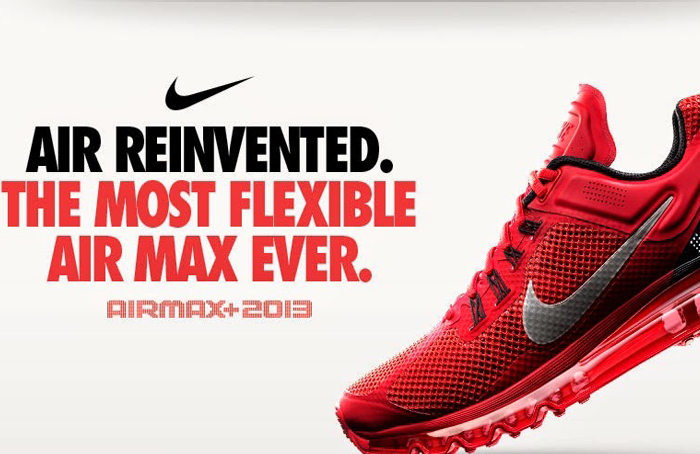 AIR REINVENTED.
THE MOST FLEXIBLE
AIR MAX EVER.
AIRMAX+2013